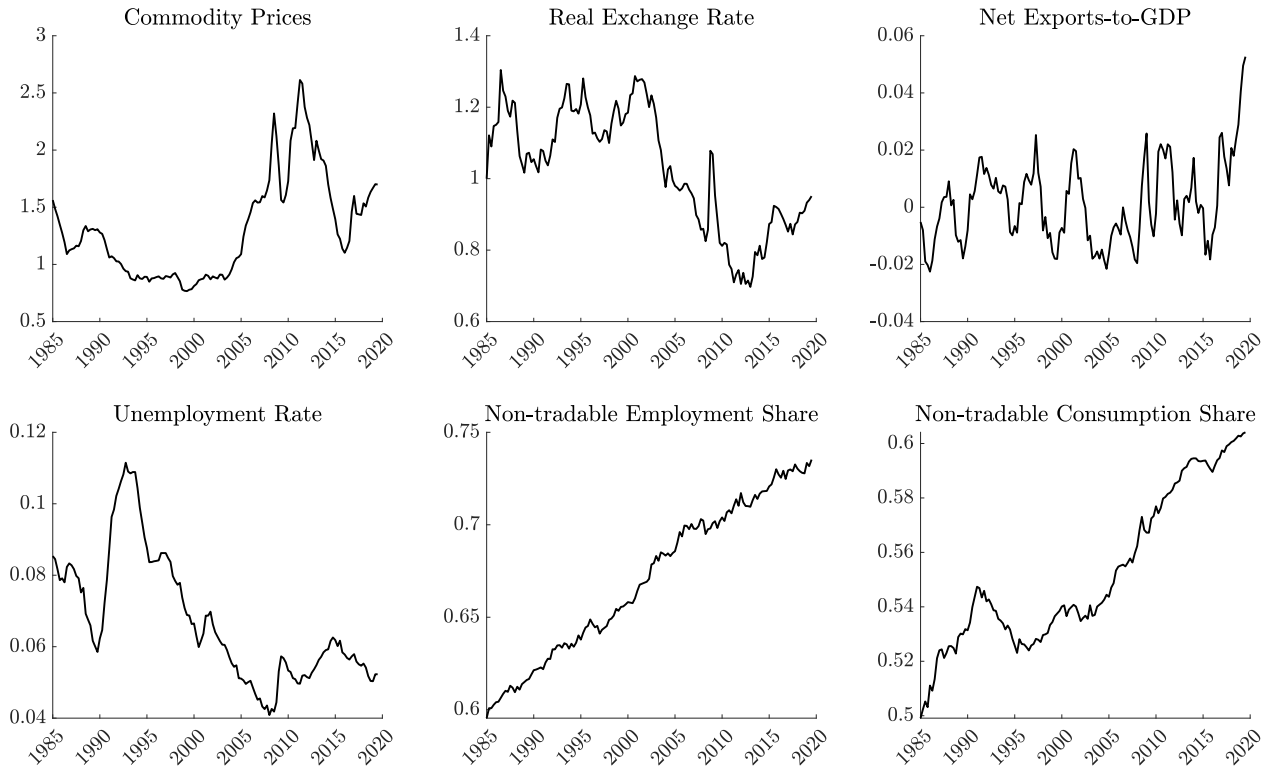 Commodity Prices
3
2.5
2
1.5
1
0.5
1985 1990 1995 2000 2005 2010 2015 2020
Real Exchange Rate
1.4
1.2
1
0.8
0.6
1985 1990 1995 2000 2005 2010 2015 2020
Net Exports-to-GDP
0.06
0.04
0.02
0
-0.02
-0.04
1985 1990 1995 2000 2005 2010 2015 2020
Unemployment Rate
0.12
0.1
0.08
0.06
0.04
1985 1990 1995 2000 2005 2010 2015 2020
Non-tradable Employment Share
0.75
0.7
0.65
0.6
1985 1990 1995 2000 2005 2010 2015 2020
Non-tradable Consumption Share
0.6
0.58
0.56
0.54
0.52
0.5
1985 1990 1995 2000 2005 2010 2015 2020